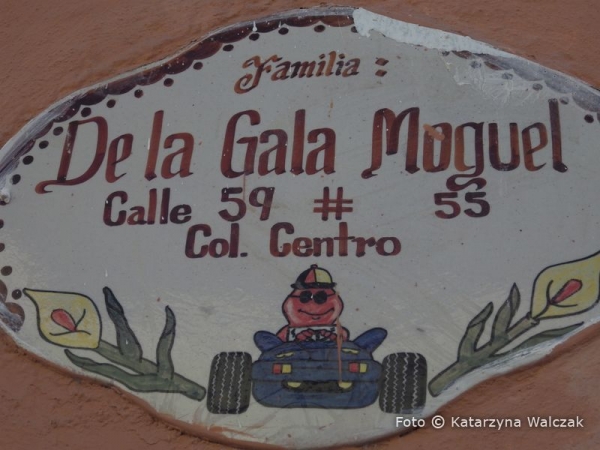 Familia:
De la Gala Moguel
Calle 59 # 55
Col. Centro
Foto © Katarzyna Walczak